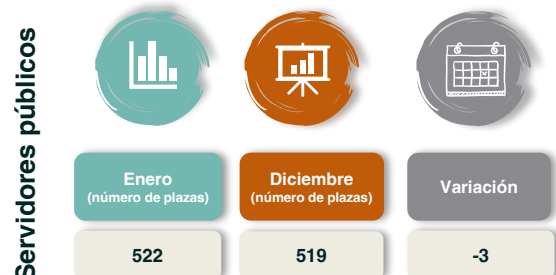 Servidores públicos
Enero
(número de plazas)
Diciembre
(número de plazas)
Variación
522
519
-3